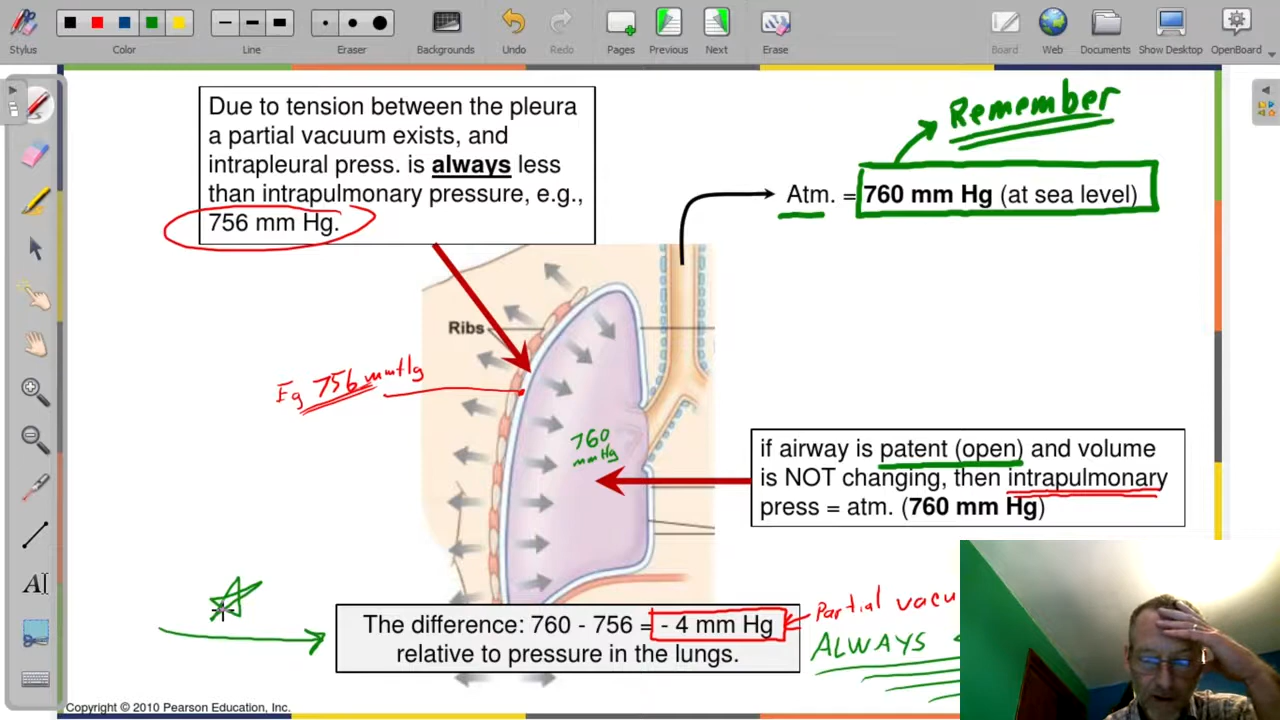 Stylus
Color
Line
Eraser
Backgrounds
Undo
Redo
Pages
Previous
Next
Erase
Board
Web
Documents
Show Desktop
OpenBoard
Due to tension between the pleura
a partial vacuum exists, and
intrapleural press. is always less
than intrapulmonary pressure, e.g.,
756 mm Hg.
Remember
Atm. = 760 mm Hg (at sea level)
Ribs
Eg 756 mmHg
760
mmHg
if airway is patent (open) and volume
is NOT changing, then intrapulmonary
press = atm. (760 mm Hg)
The difference: 760 - 756 = - 4 mm Hg
relative to pressure in the lungs.
Partial vacu
ALWAYS
Copyright © 2010 Pearson Education, Inc.